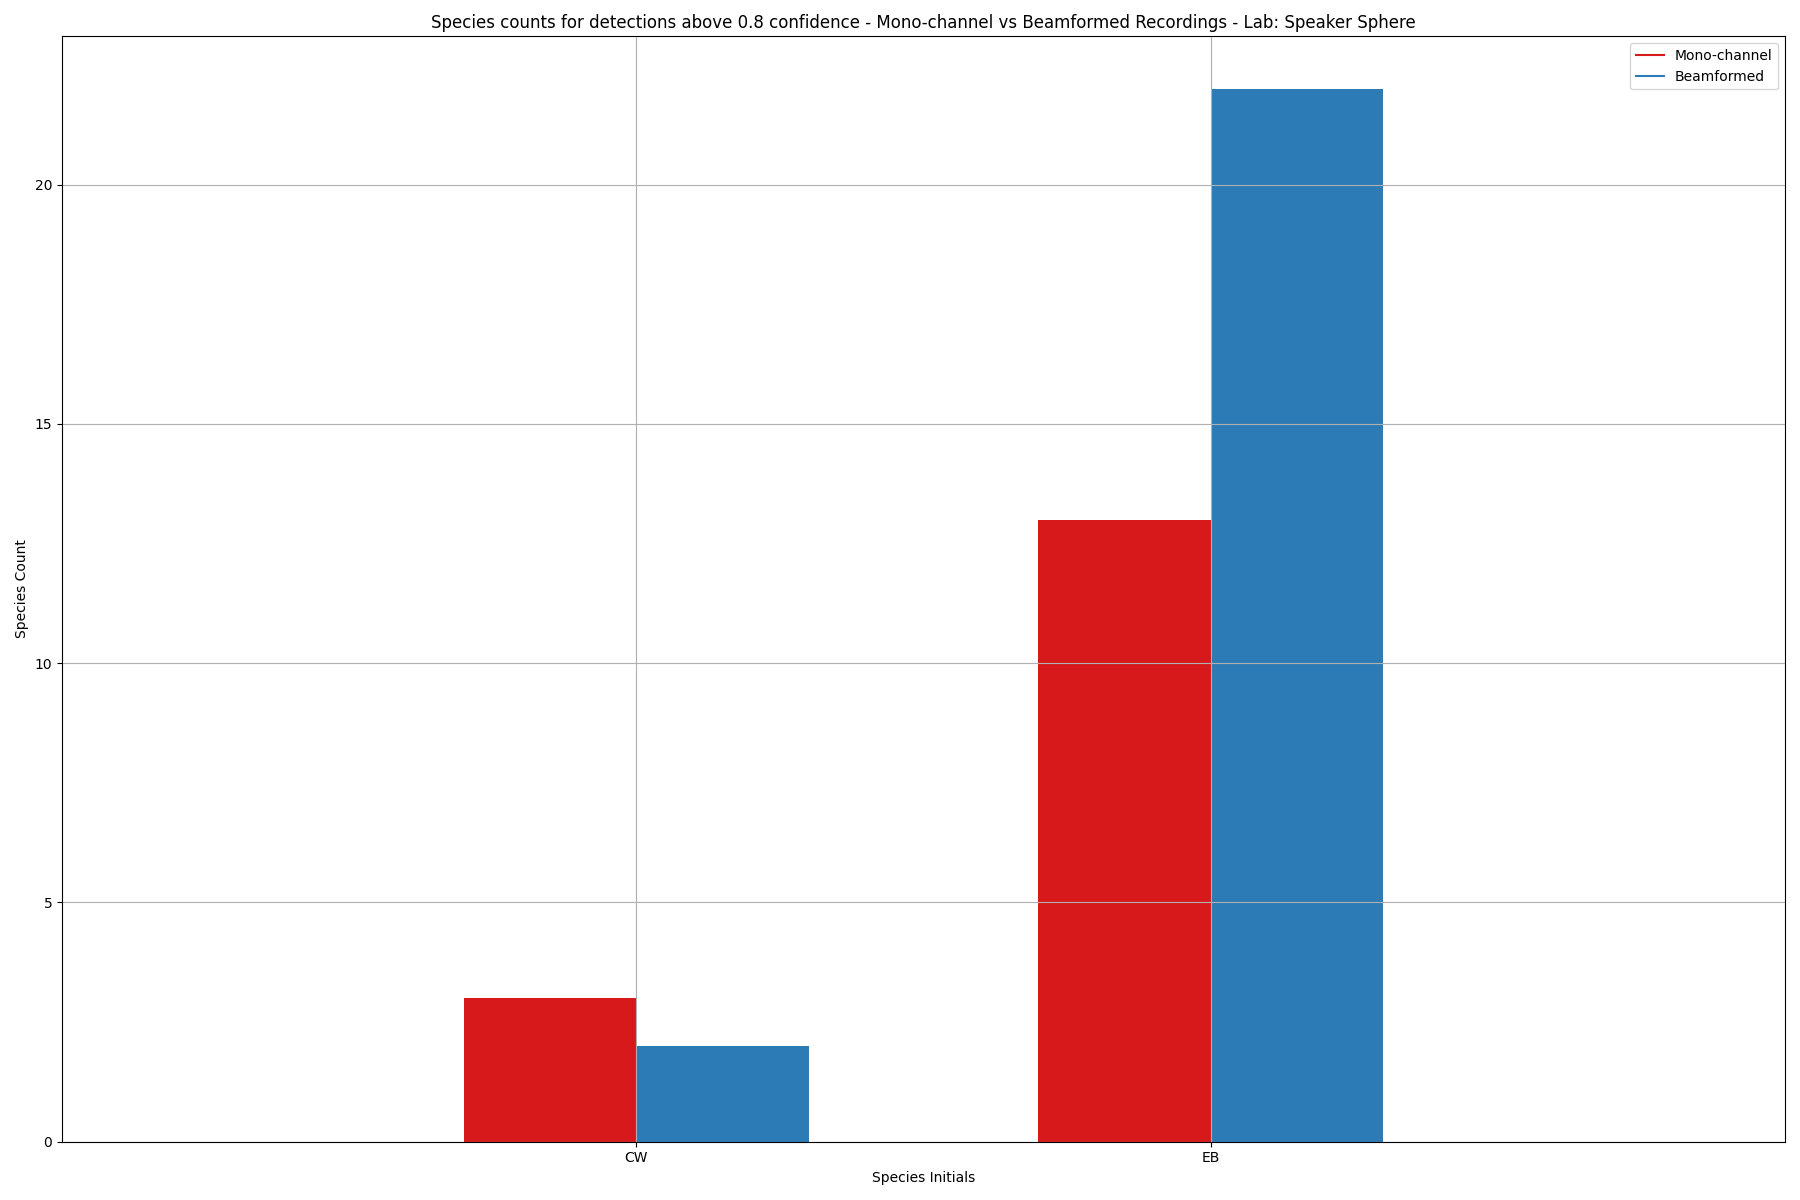 Species counts for detections above 0.8 confidence - Mono-channel vs Beamformed Recordings - Lab: Speaker Sphere
Mono-channel
Beamformed
20
15
10
5
0
Species Count
CW
EB
Species Initials